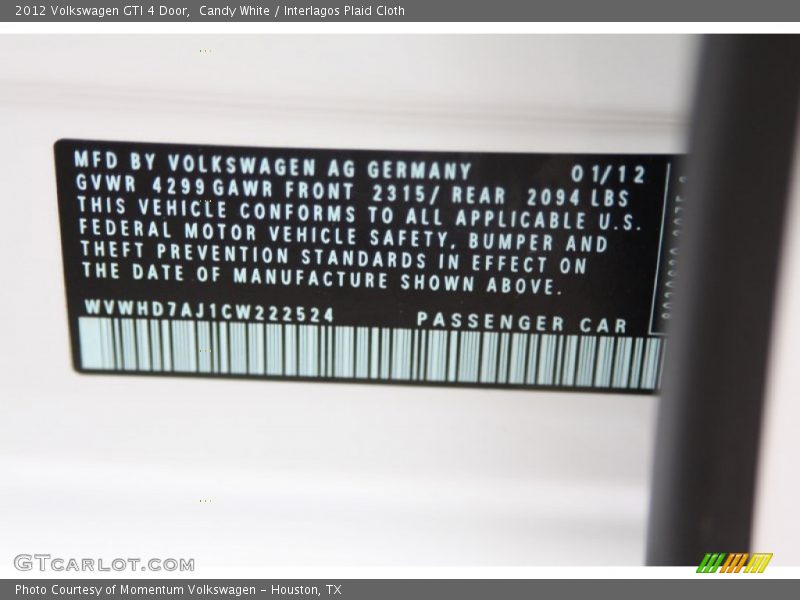 2012 Volkswagen GTI 4 Door,  Candy White / Interlagos Plaid Cloth
MFD BY VOLKSWAGEN AG GERMANY 01/12
GVWR 4299 GAWR FRONT 2315/ REAR 2094 LBS
THIS VEHICLE CONFORMS TO ALL APPLICABLE U.S.
FEDERAL MOTOR VEHICLE SAFETY, BUMPER AND
THEFT PREVENTION STANDARDS IN EFFECT ON
THE DATE OF MANUFACTURE SHOWN ABOVE.
WVWHD7AJ1CW222524 PASSENGER CAR
GTCARLOT.COM
Photo Courtesy of Momentum Volkswagen - Houston, TX